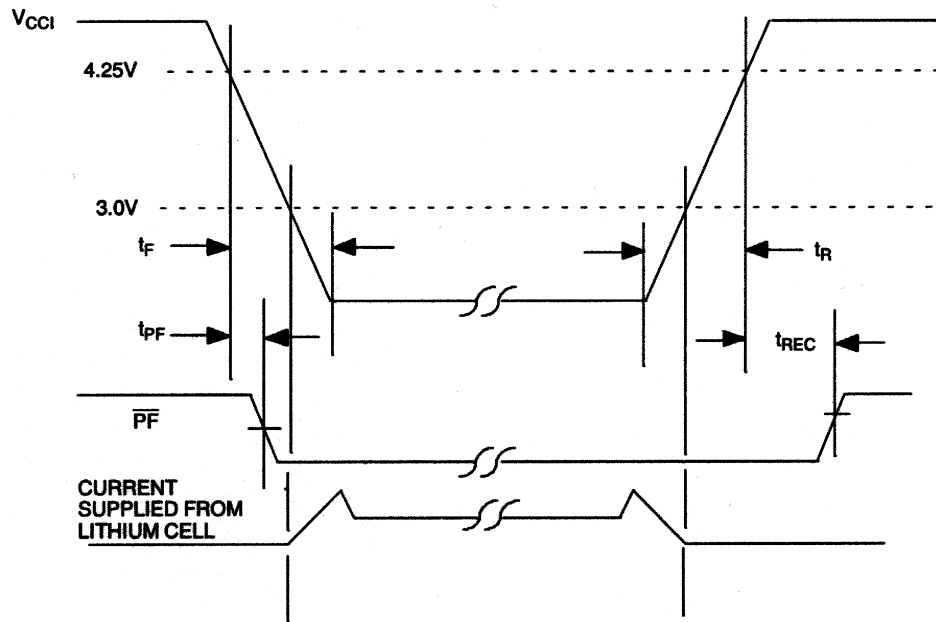 VCCI
4.25V
3.0V
tF
tR
tPF
tREC
PF
CURRENT
SUPPLIED FROM
LITHIUM CELL